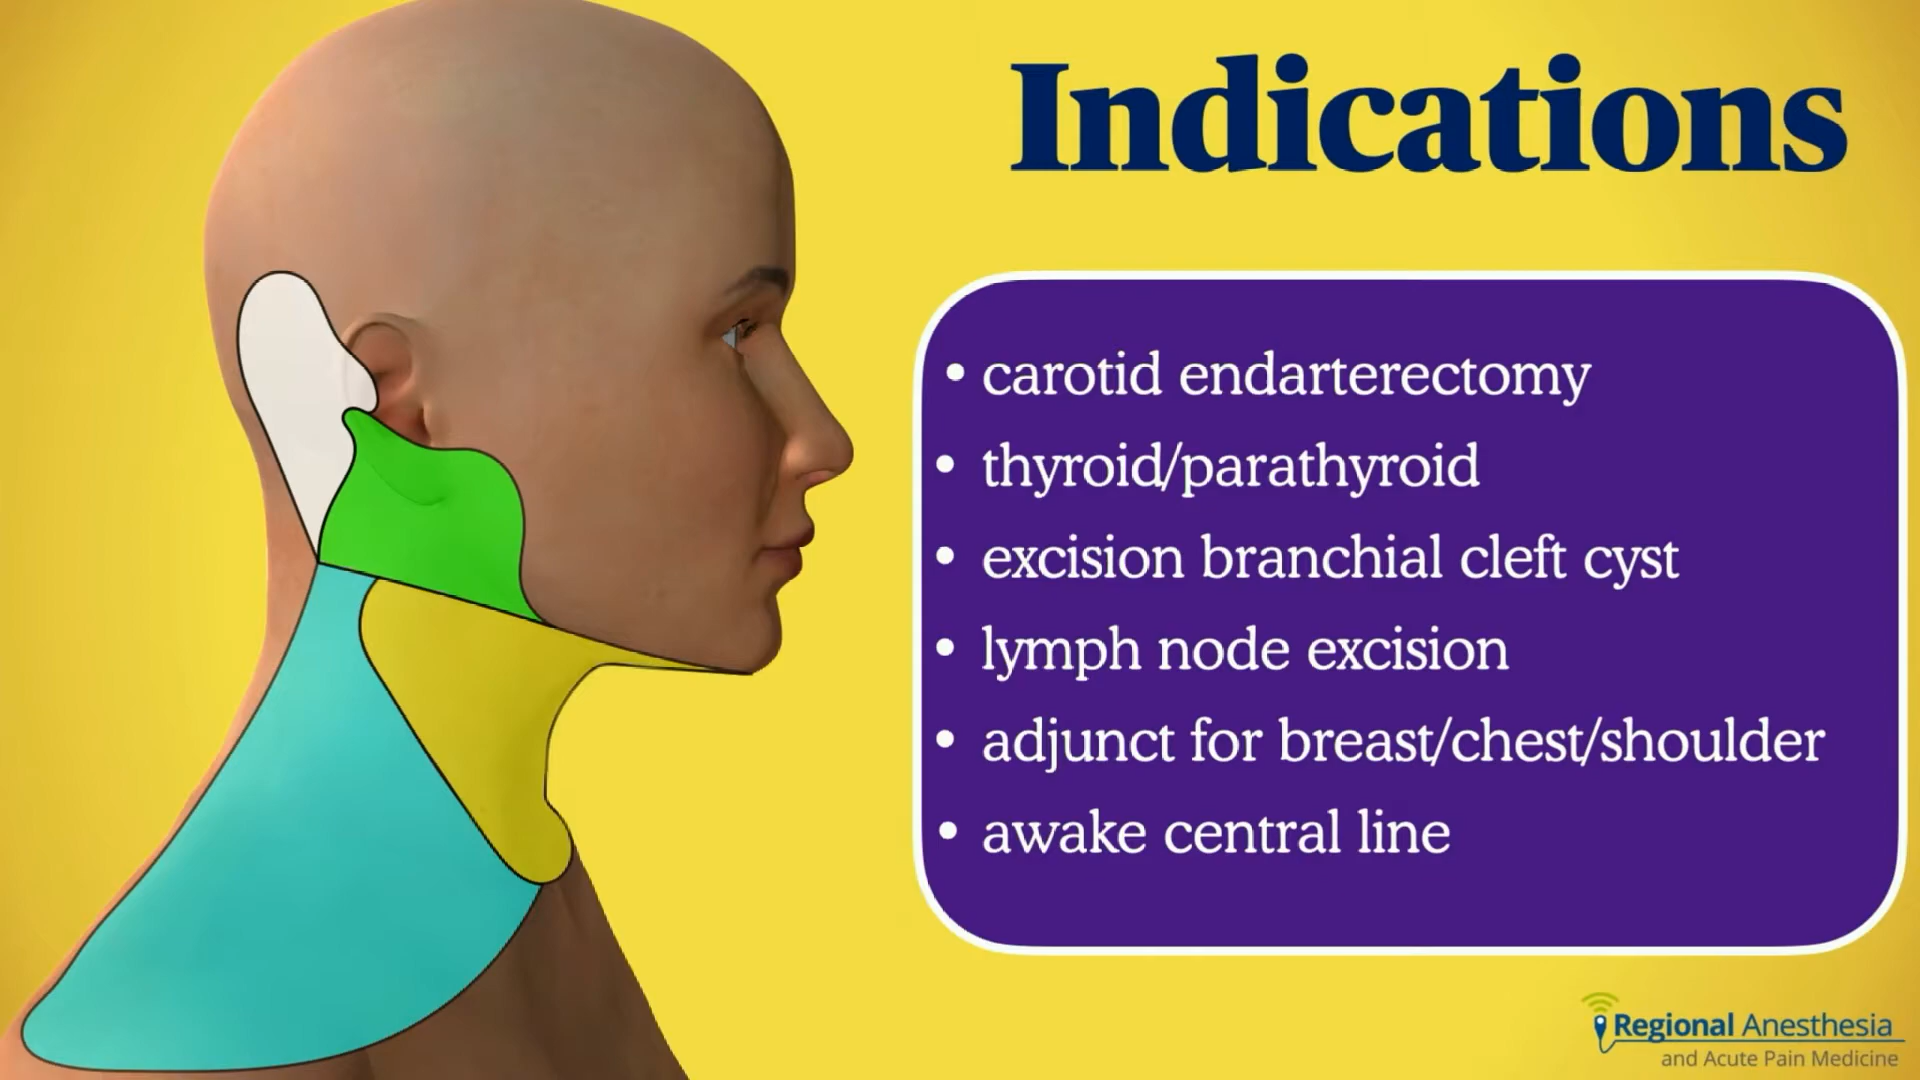 Indications
• carotid endarterectomy
• thyroid/parathyroid
• excision branchial cleft cyst
• lymph node excision
• adjunct for breast/chest/shoulder
• awake central line
Regional Anesthesia
and Acute Pain Medicine